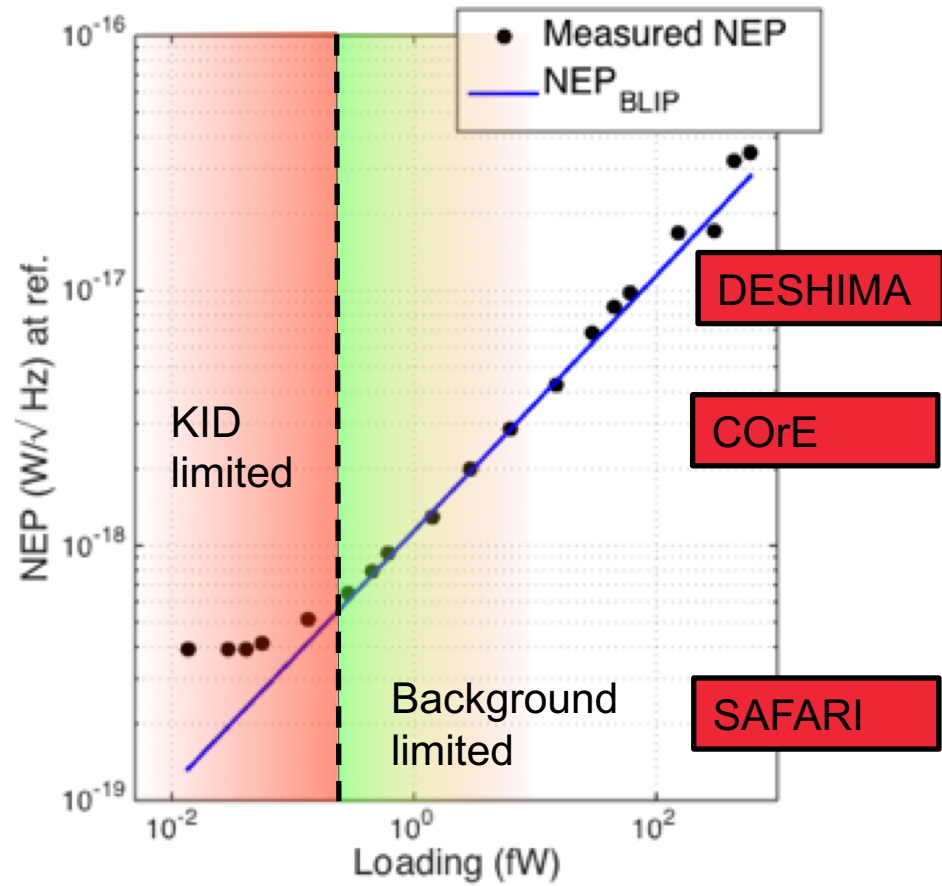 10^-16
Measured NEP
NEP_BLIP
10^-17
DESHIMA
NEP (W/√ Hz) at ref.
KID
limited
COrE
10^-18
Background
limited
SAFARI
10^-19
10^-2
10^0
10^2
Loading (fW)